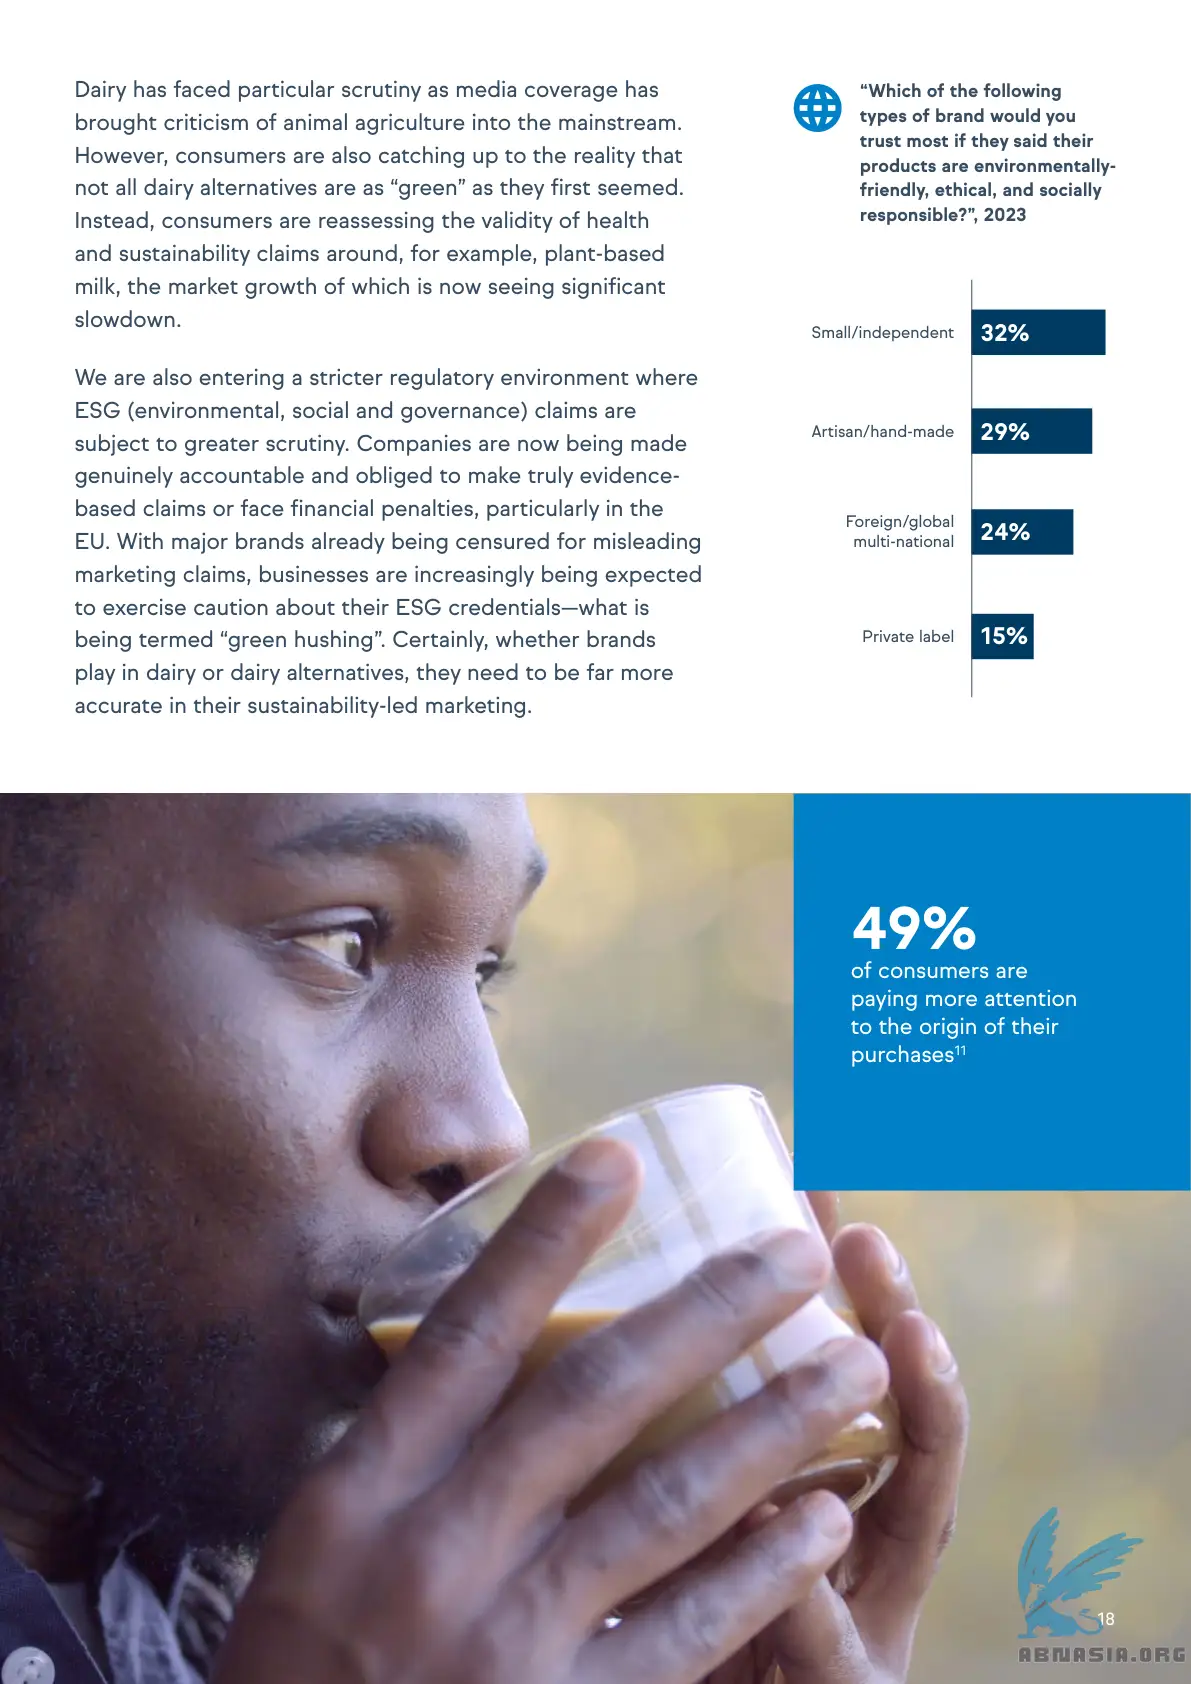 Dairy has faced particular scrutiny as media coverage has
brought criticism of animal agriculture into the mainstream.
However, consumers are also catching up to the reality that
not all dairy alternatives are as “green” as they first seemed.
Instead, consumers are reassessing the validity of health
and sustainability claims around, for example, plant-based
milk, the market growth of which is now seeing significant
slowdown.
We are also entering a stricter regulatory environment where
ESG (environmental, social and governance) claims are
subject to greater scrutiny. Companies are now being made
genuinely accountable and obliged to make truly evidence-
based claims or face financial penalties, particularly in the
EU. With major brands already being censured for misleading
marketing claims, businesses are increasingly being expected
to exercise caution about their ESG credentials—what is
being termed “green hushing”. Certainly, whether brands
play in dairy or dairy alternatives, they need to be far more
accurate in their sustainability-led marketing.
“Which of the following
types of brand would you
trust most if they said their
products are environmentally-
friendly, ethical, and socially
responsible?”, 2023
Small/independent 32%
Artisan/hand-made 29%
Foreign/global
multi-national 24%
Private label 15%
49%
of consumers are
paying more attention
to the origin of their
purchases¹¹
18
ABNASIA.ORG